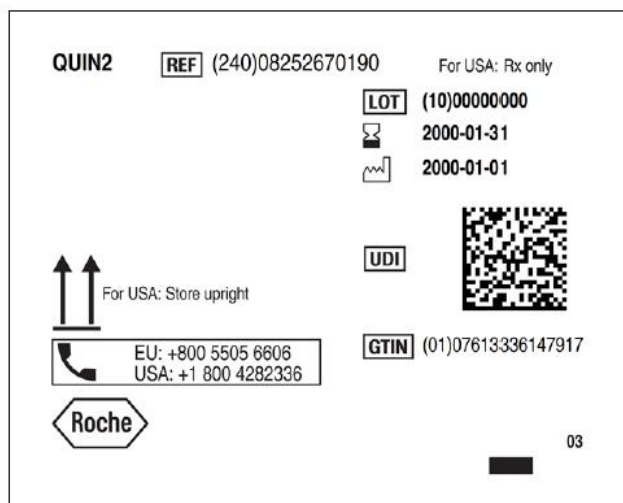 QUIN2 REF (240)08252670190 For USA: Rx only
LOT (10)00000000
2000-01-31
2000-01-01
UDI
For USA: Store upright
EU: +800 5505 6606
USA: +1 800 4282336
GTIN (01)07613336147917
Roche
03